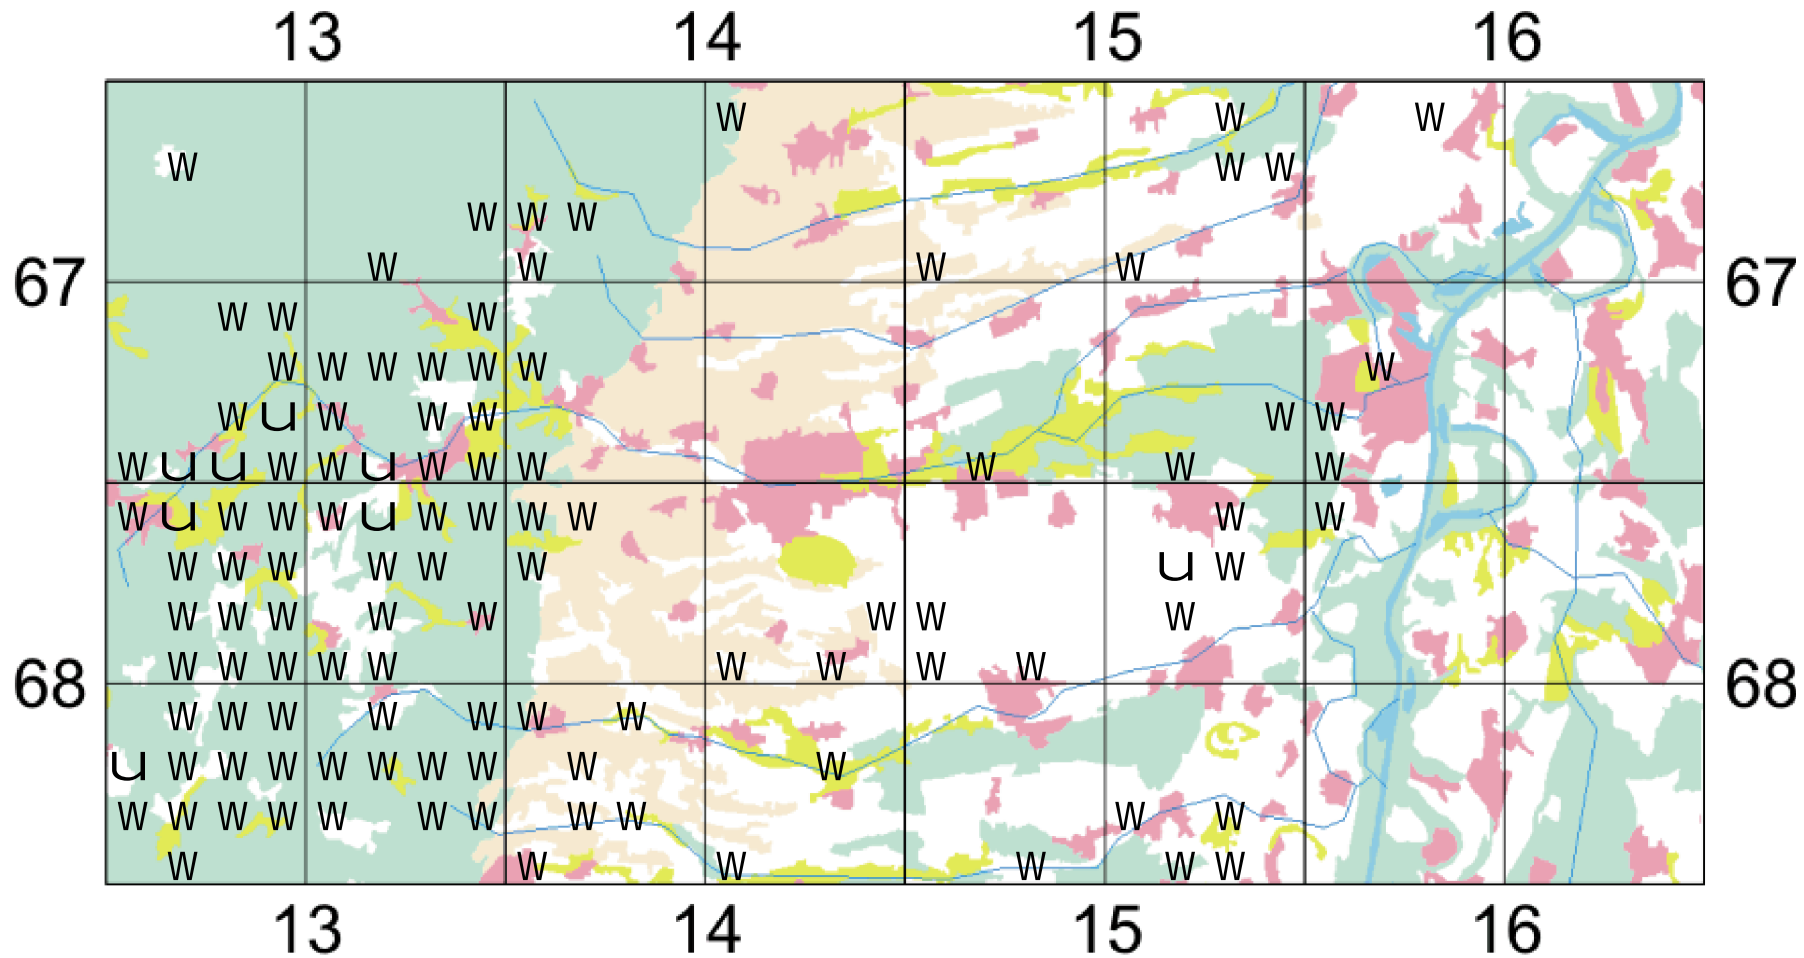 13 14 15 16
W W W
W W W
W W W
67 W W W W 67
W W W
W W W W W W W
W u W W W W W
W u u W W u W W W W W W
W u W W W u W W W W W W
W W W W W W u W
W W W W W W W W
W W W W W W W W W
68 68
W W W W W W W
u W W W W W W W W W
W W W W W W W W W W W
W W W W W W
13 14 15 16